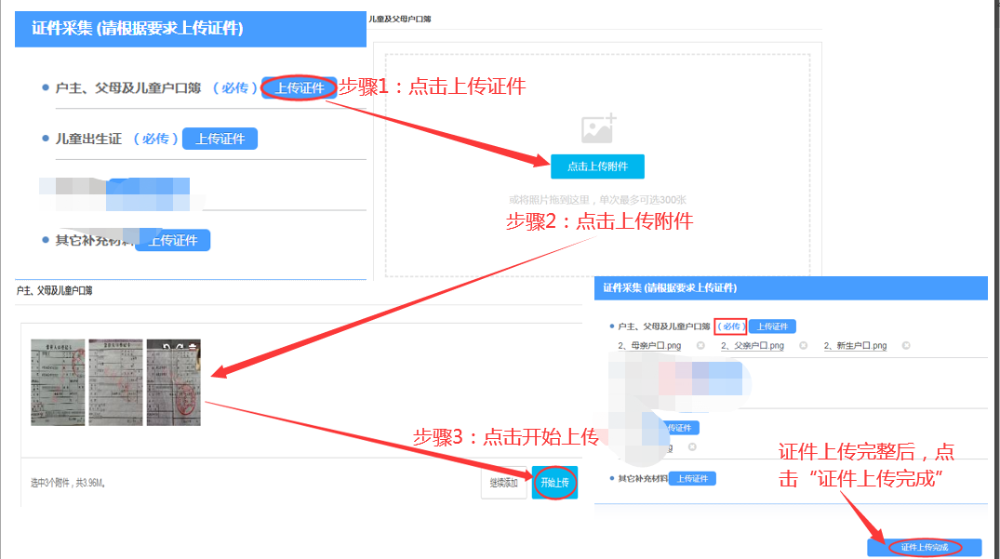 证件采集 (请根据要求上传证件)
户主、父母及儿童户口簿 （必传）上传证件
步骤1：点击上传证件
儿童出生证 （必传）上传证件
其它补充材料 上传证件
儿童及父母户口簿
点击上传附件
或将照片拖到这里，单次最多可选300张
步骤2：点击上传附件
户主、父母及儿童户口簿
步骤3：点击开始上传
选中3个附件，共3.96M。
继续添加
开始上传
证件采集 (请根据要求上传证件)
户主、父母及儿童户口簿 （必传）上传证件
2、母亲户口.png 2、父亲户口.png 2、新生户口.png
传证件
其它补充材料 上传证件
证件上传完整后，点
击“证件上传完成”
证件上传完成